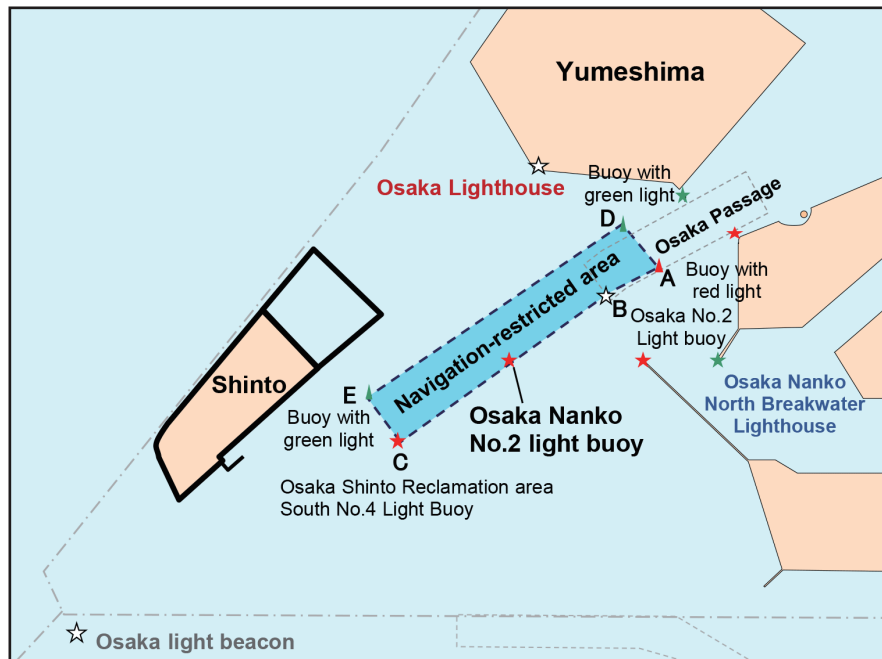 Yumeshima
Osaka Lighthouse
Buoy with
green light
D
Osaka Passage
A
Buoy with
red light
B
Osaka No.2
Light buoy
Navigation-restricted area
Shinto
E
Buoy with
green light
C
Osaka Nanko
No.2 light buoy
Osaka Nanko
North Breakwater
Lighthouse
Osaka Shinto Reclamation area
South No.4 Light Buoy
Osaka light beacon